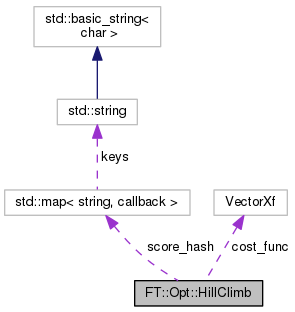 std::basic_string<
char >
std::string
keys
std::map< string, callback >
VectorXf
score_hash
cost_func
FT::Opt::HillClimb